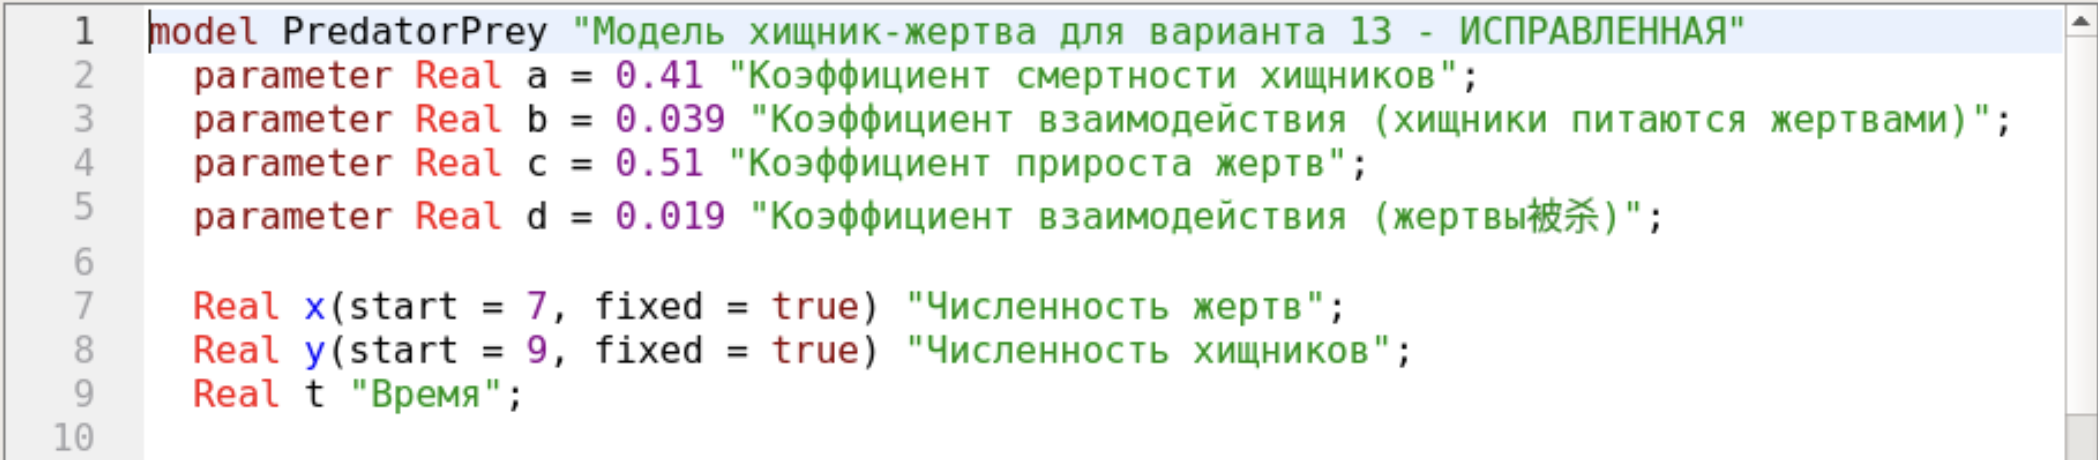 1 model PredatorPrey "Модель хищник-жертва для варианта 13 - ИСПРАВЛЕННАЯ"
2 parameter Real a = 0.41 "Коэффициент смертности хищников";
3 parameter Real b = 0.039 "Коэффициент взаимодействия (хищники питаются жертвами)";
4 parameter Real c = 0.51 "Коэффициент прироста жертв";
5 parameter Real d = 0.019 "Коэффициент взаимодействия (жертвы被杀)";
6
7 Real x(start = 7, fixed = true) "Численность жертв";
8 Real y(start = 9, fixed = true) "Численность хищников";
9 Real t "Время";
10